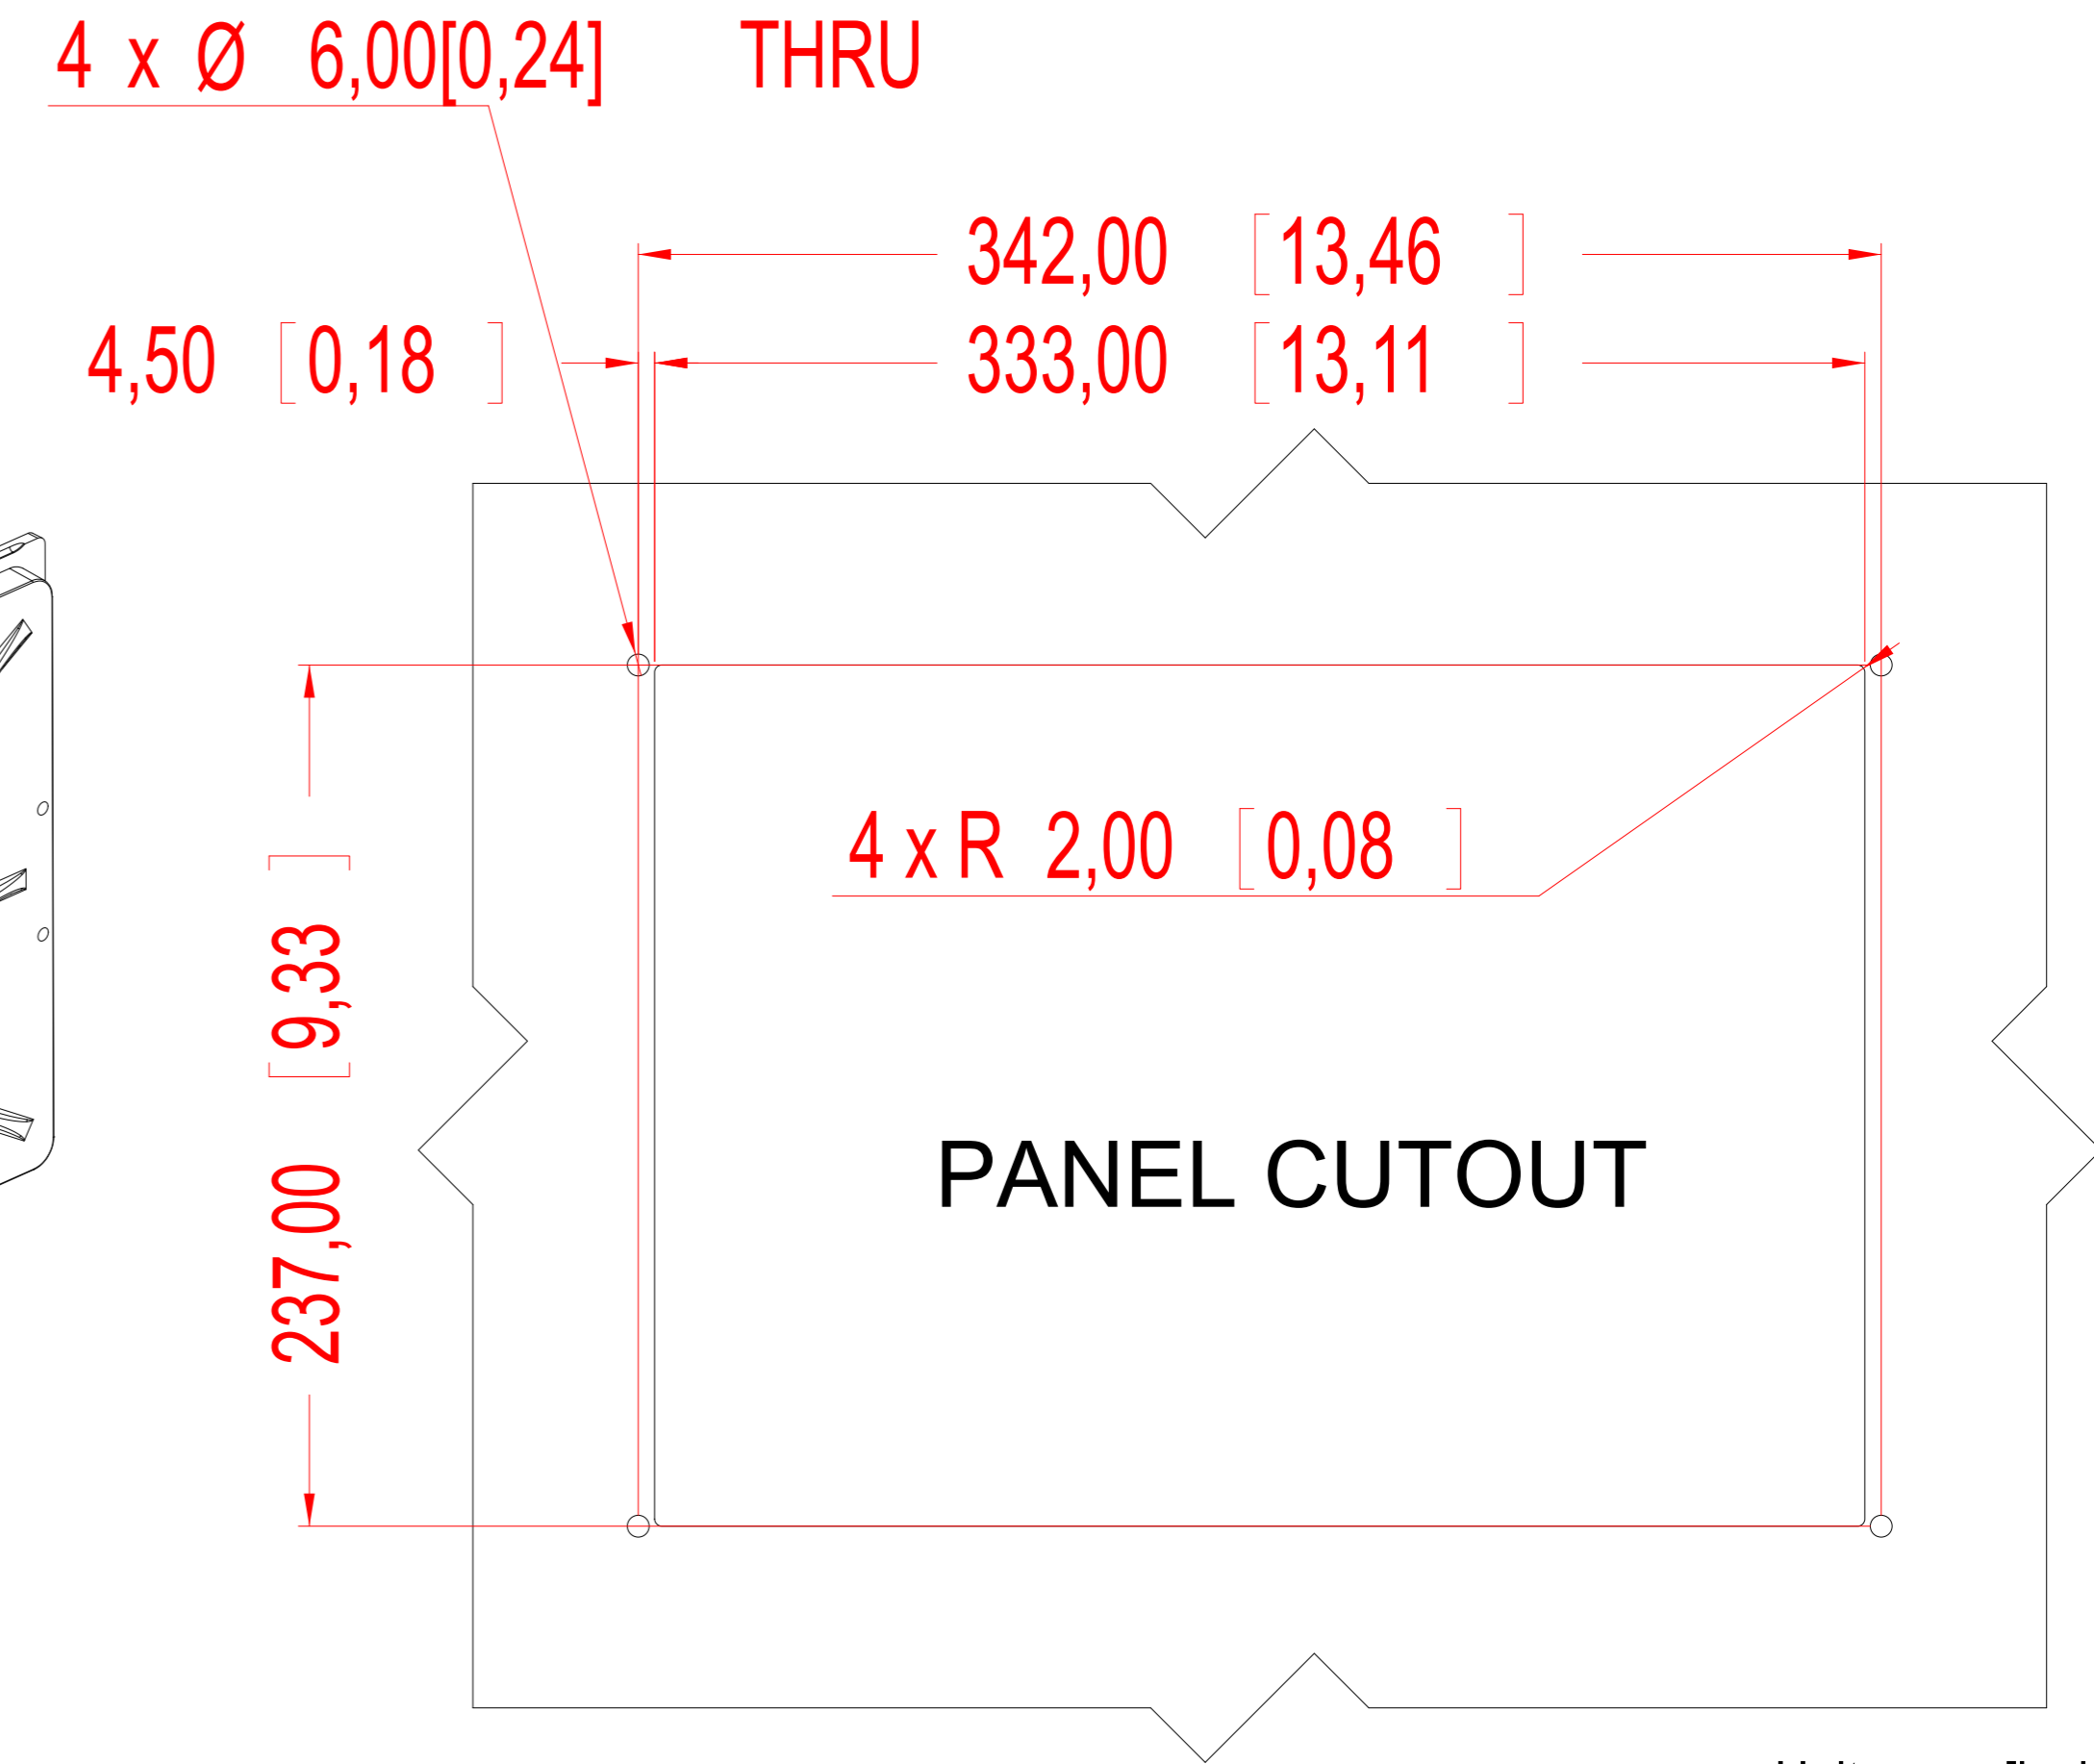 4 x Ø 6,00[0,24] THRU
342,00 [13,46 ]
4,50 [0,18 ] 333,00 [13,11 ]
4 x R 2,00 [0,08 ]
237,00 [9,33 ]
PANEL CUTOUT